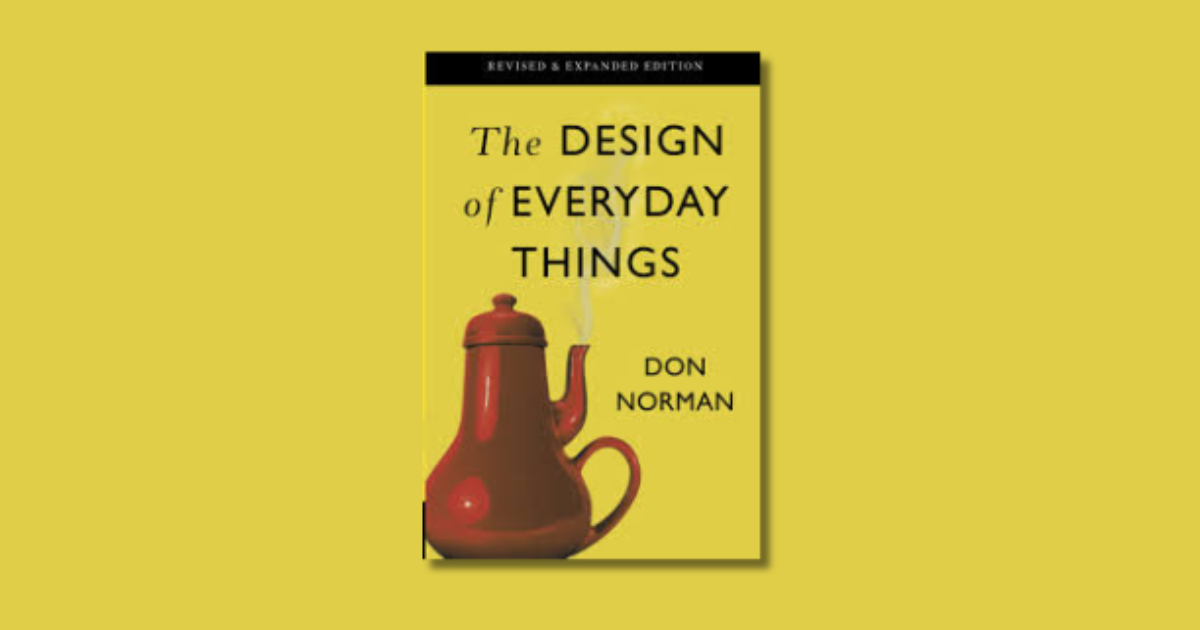 REVISED & EXPANDED EDITION
The DESIGN
of EVERYDAY
THINGS
DON
NORMAN